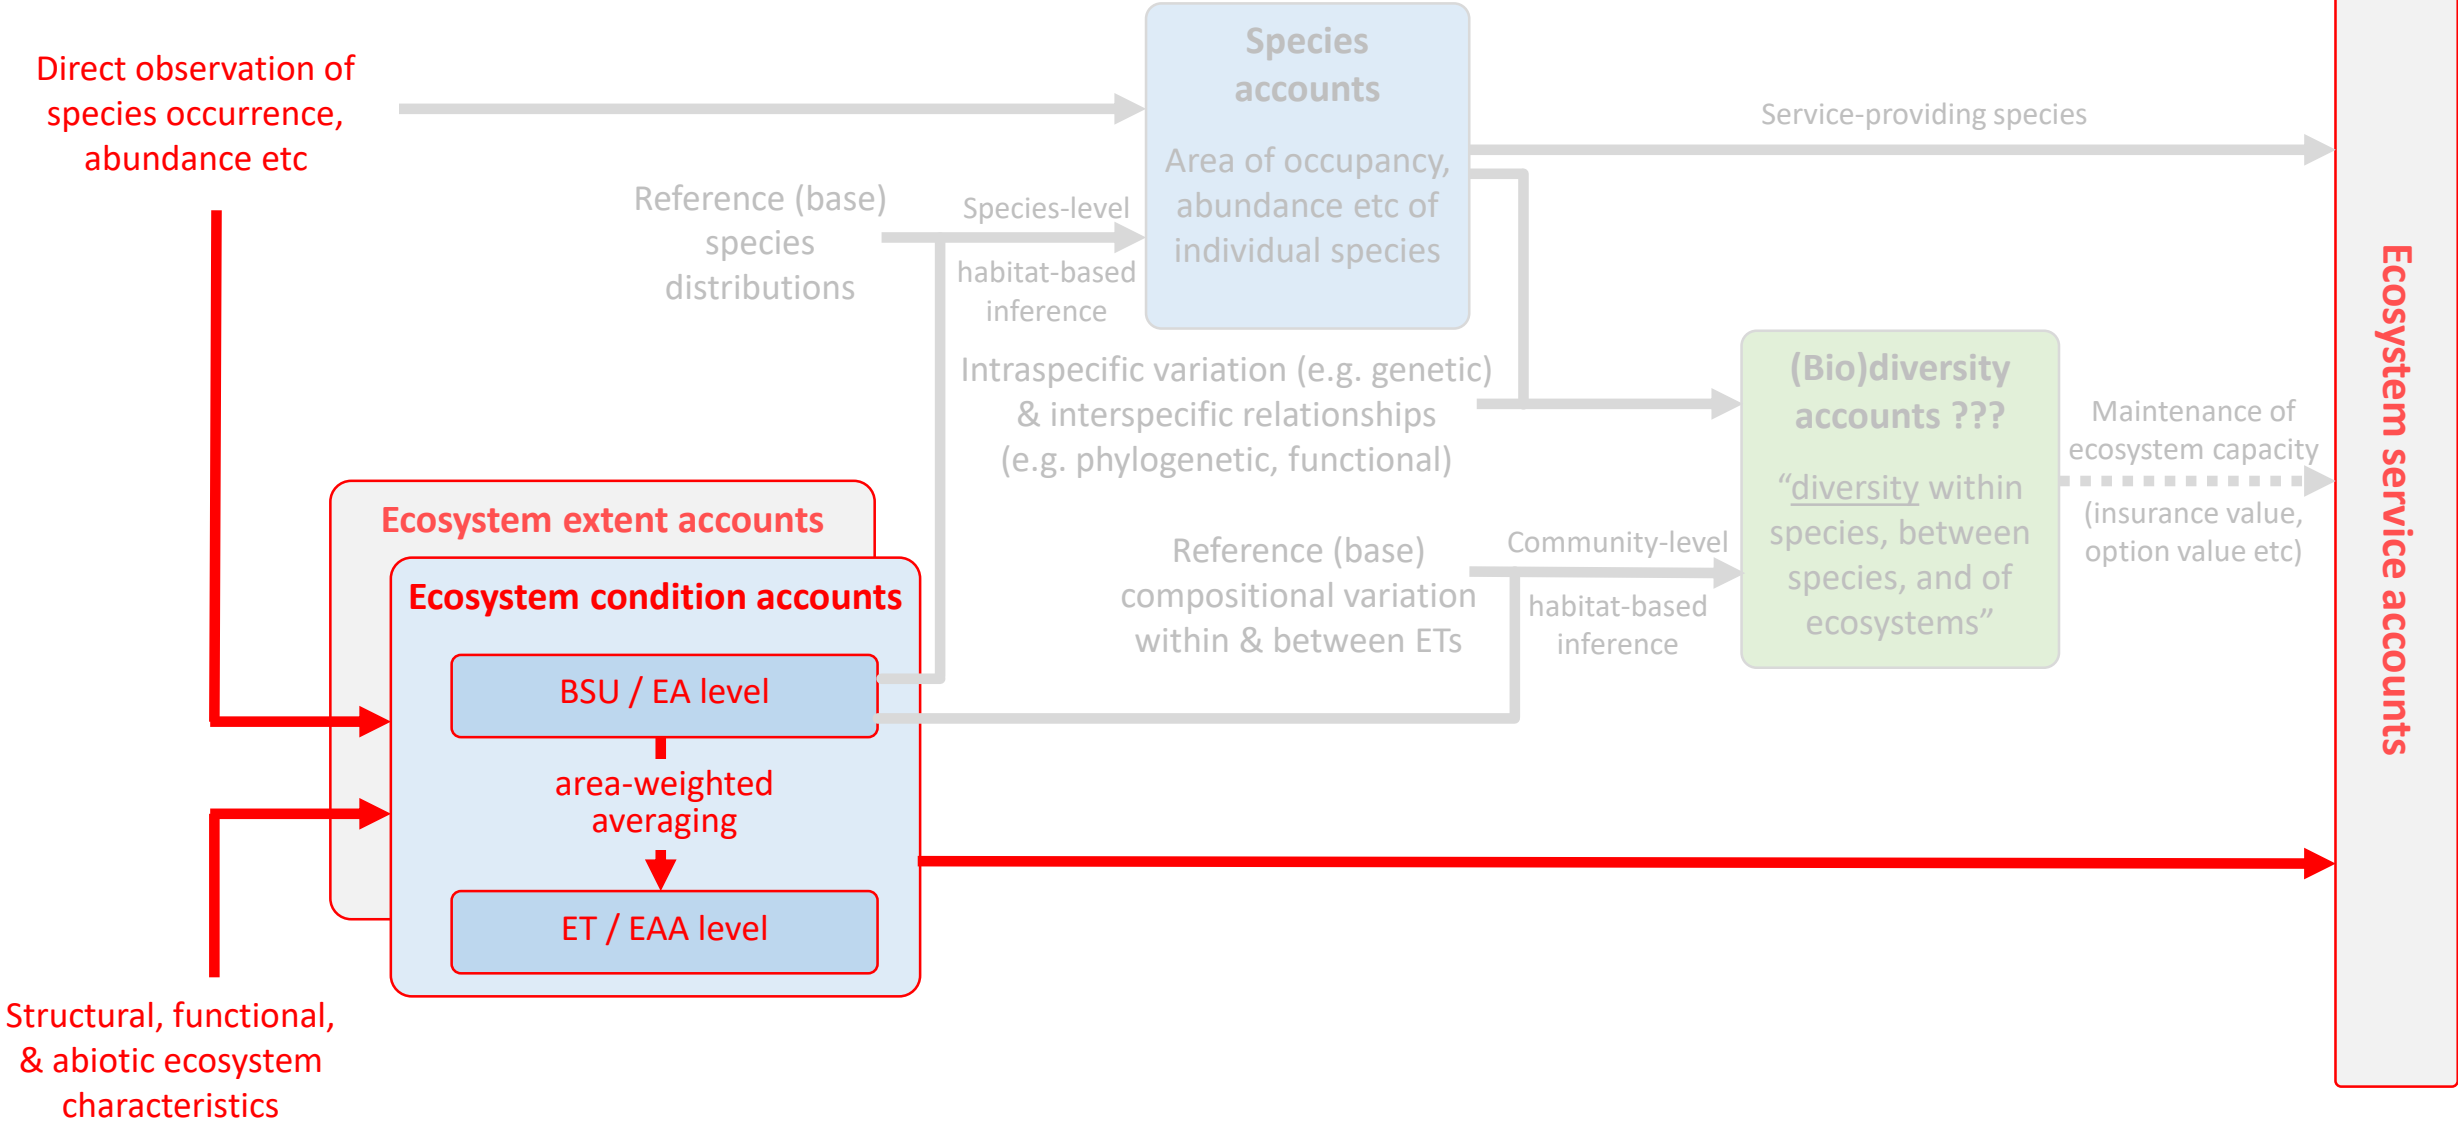 Direct observation of
species occurrence,
abundance etc
Species
accounts
Area of occupancy,
abundance etc of
individual species
Service-providing species
Reference (base)
species
distributions
Species-level
habitat-based
inference
Intraspecific variation (e.g. genetic)
& interspecific relationships
(e.g. phylogenetic, functional)
(Bio)diversity
accounts ???
“diversity within
species, between
species, and of
ecosystems”
Maintenance of
ecosystem capacity
(insurance value,
option value etc)
Ecosystem service accounts
Reference (base)
compositional variation
within & between ETs
Community-level
habitat-based
inference
Ecosystem extent accounts
Ecosystem condition accounts
BSU / EA level
area-weighted
averaging
ET / EAA level
Structural, functional,
& abiotic ecosystem
characteristics